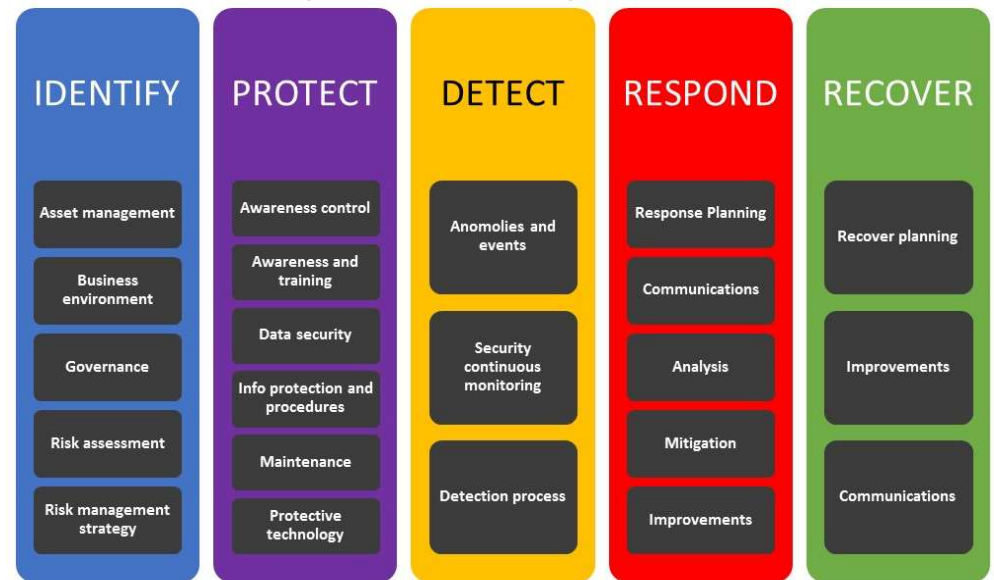 IDENTIFY
Asset management
Business
environment
Governance
Risk assessment
Risk management
strategy
PROTECT
Awareness control
Awareness and
training
Data security
Info protection and
procedures
Maintenance
Protective
technology
DETECT
Anomolies and
events
Security
continuous
monitoring
Detection process
RESPOND
Response Planning
Communications
Analysis
Mitigation
Improvements
RECOVER
Recover planning
Improvements
Communications